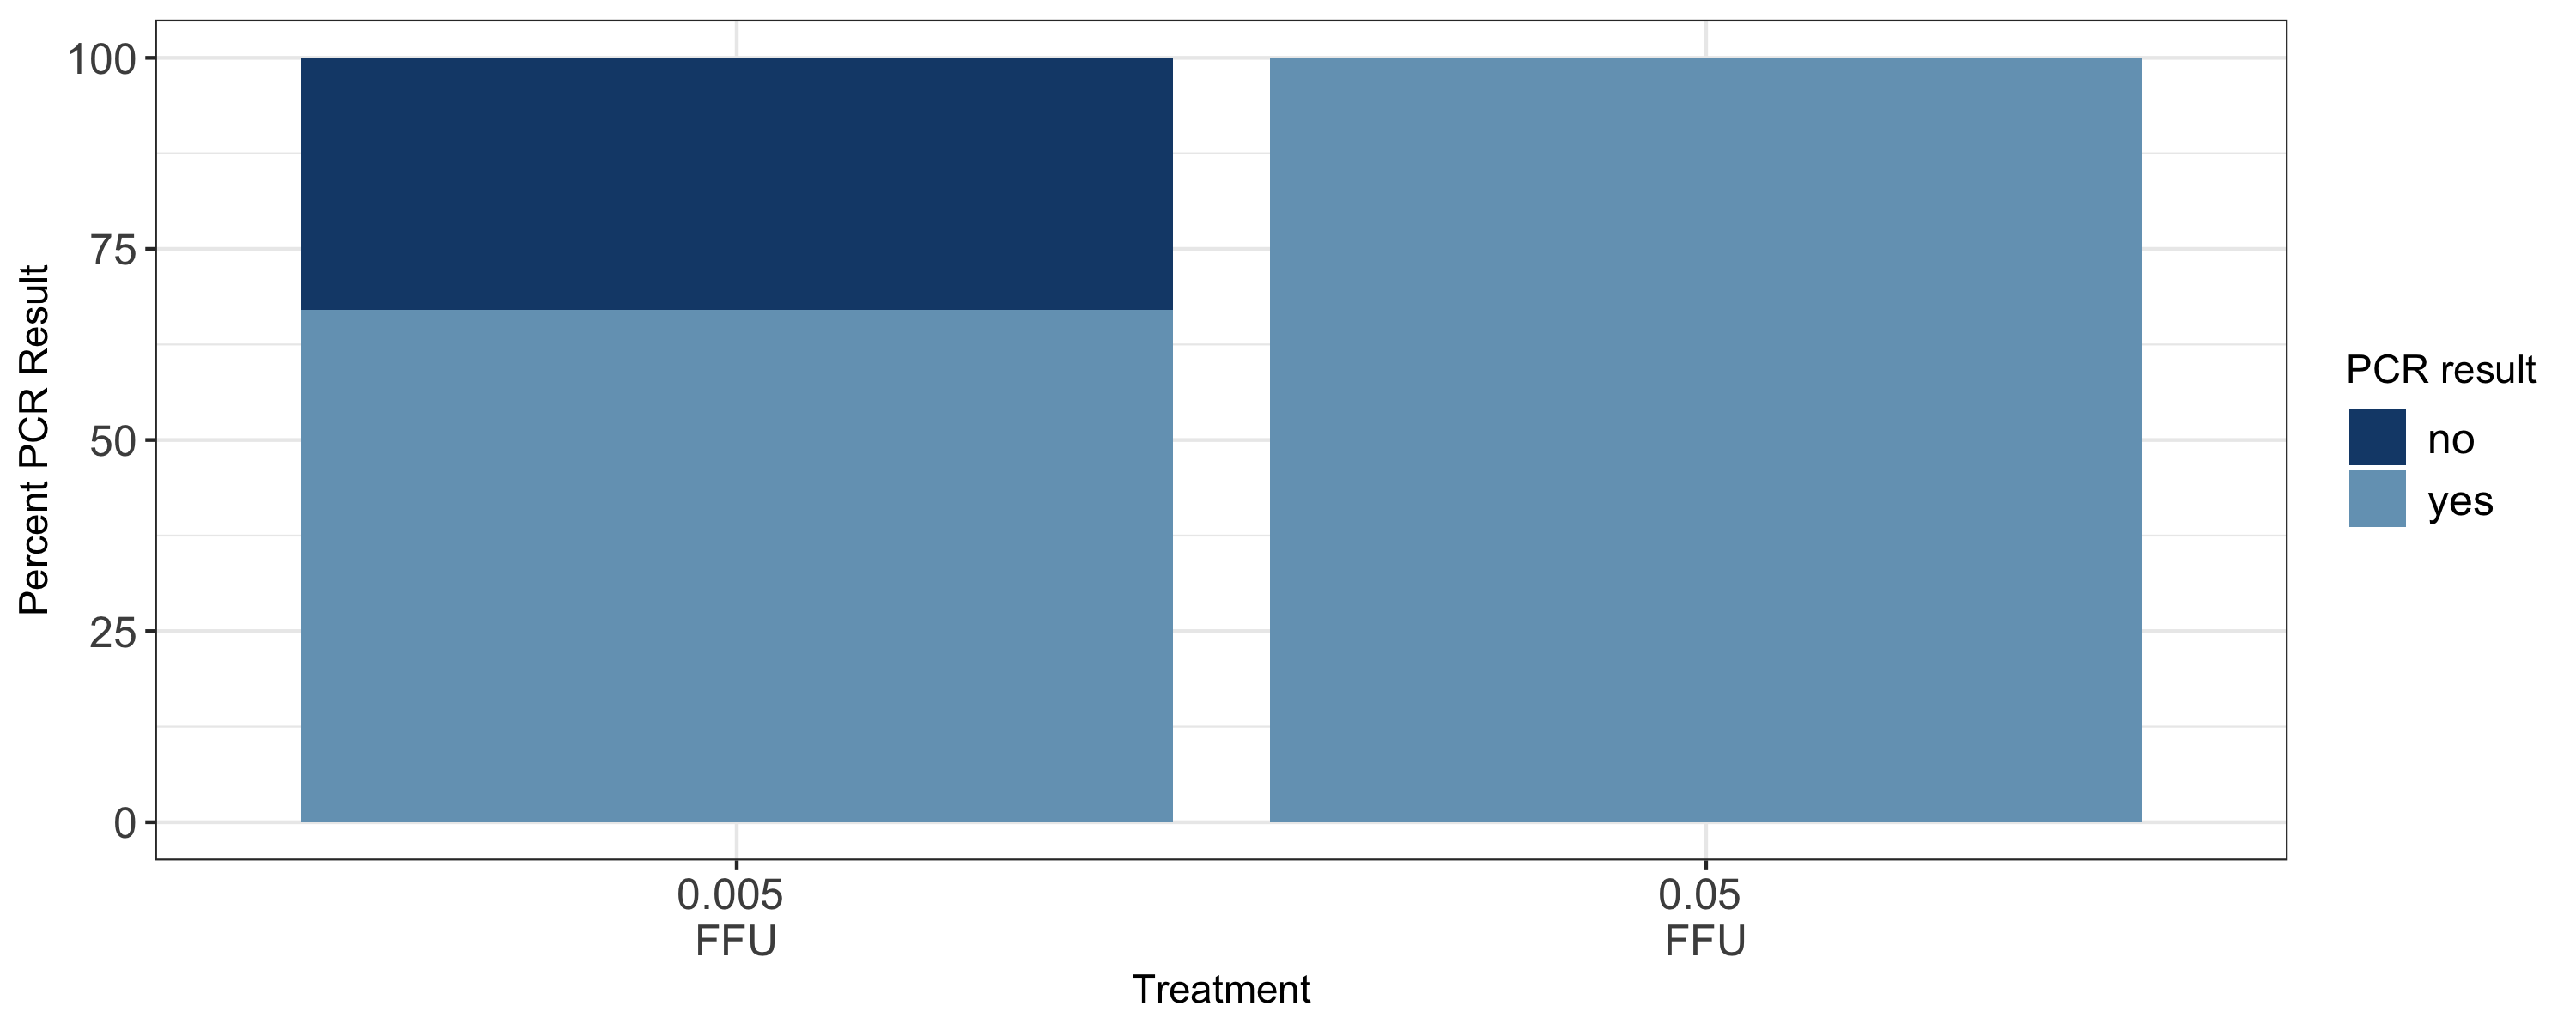 Percent PCR Result
100
75
50
25
0
0.005
FFU
0.05
FFU
Treatment
PCR result
no
yes